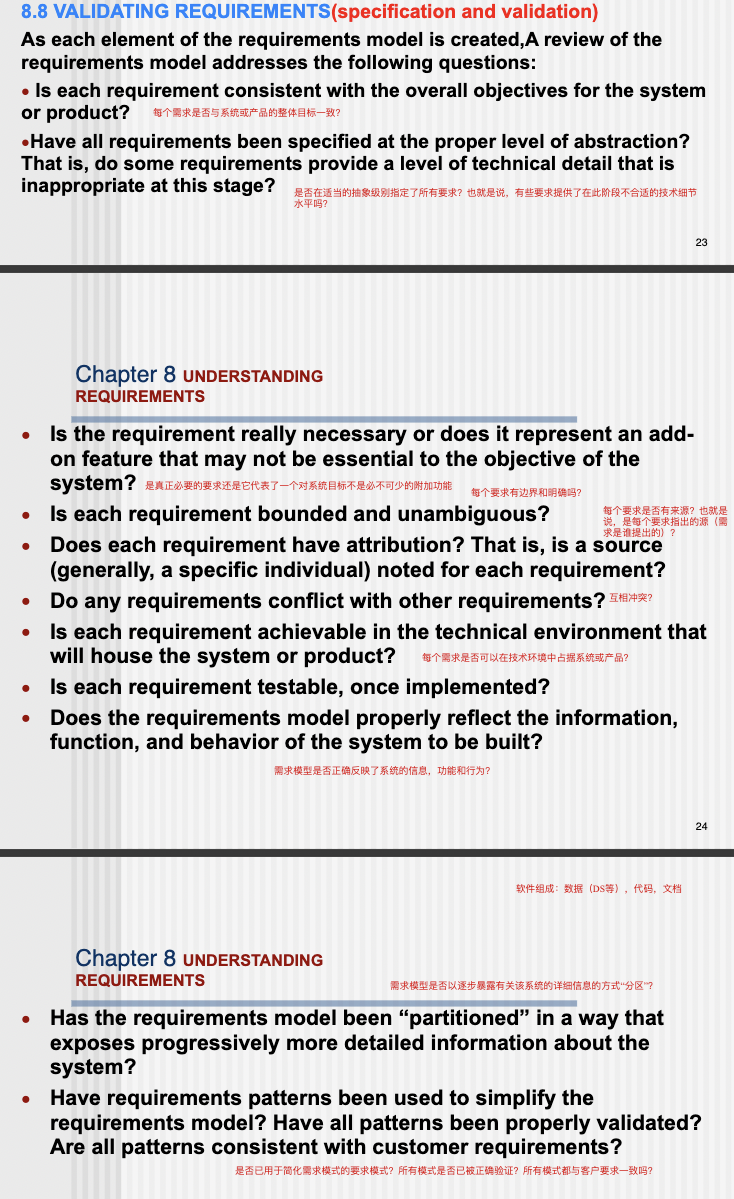 8.8 VALIDATING REQUIREMENTS(specification and validation)
As each element of the requirements model is created,A review of the
requirements model addresses the following questions:
• Is each requirement consistent with the overall objectives for the system
or product? 每个需求是否与系统或产品的整体目标一致?
•Have all requirements been specified at the proper level of abstraction?
That is, do some requirements provide a level of technical detail that is
inappropriate at this stage?
是否在适当的抽象级别指定了所有要求? 也就是说，有些要求提供了在此阶段不合适的技术细节
水平吗?
23
Chapter 8 UNDERSTANDING
REQUIREMENTS
• Is the requirement really necessary or does it represent an add-
on feature that may not be essential to the objective of the
system? 是真正必要的要求还是它代表了一个对系统目标不是必不可少的附加功能
每个要求有边界和明确吗?
• Is each requirement bounded and unambiguous?
每个要求是否有来源? 也就是
说，是每个要求指出的源（需
求是谁提出的）?
• Does each requirement have attribution? That is, is a source
(generally, a specific individual) noted for each requirement?
• Do any requirements conflict with other requirements? 互相冲突?
• Is each requirement achievable in the technical environment that
will house the system or product? 每个需求是否可以在技术环境中占据系统或产品?
• Is each requirement testable, once implemented?
• Does the requirements model properly reflect the information,
function, and behavior of the system to be built?
需求模型是否正确反映了系统的信息，功能和行为?
24
软件组成：数据（DS等），代码，文档
Chapter 8 UNDERSTANDING
REQUIREMENTS
需求模型是否以逐步暴露有关该系统的详细信息的方式“分区”?
• Has the requirements model been “partitioned” in a way that
exposes progressively more detailed information about the
system?
• Have requirements patterns been used to simplify the
requirements model? Have all patterns been properly validated?
Are all patterns consistent with customer requirements?
是否已用于简化需求模式的要求模式? 所有模式是否已被正确验证? 所有模式都与客户要求一致吗?